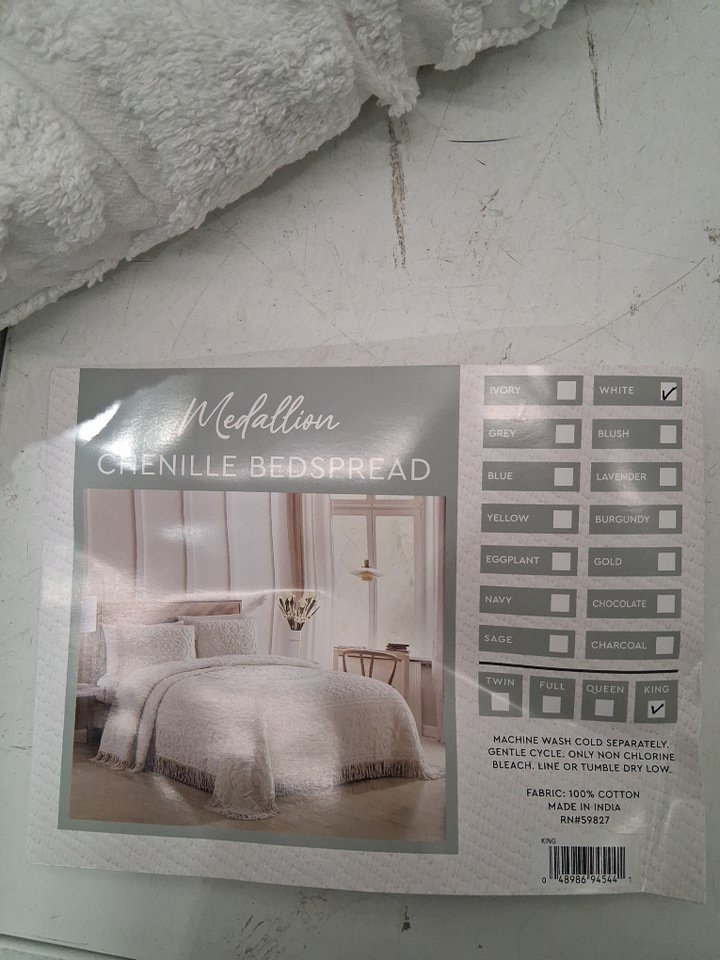 Medallion
CHENILLE BEDSPREAD
IVORY
WHITE
GREY
BLUSH
BLUE
LAVENDER
YELLOW
BURGUNDY
EGGPLANT
GOLD
NAVY
CHOCOLATE
SAGE
CHARCOAL
TWIN FULL QUEEN KING
MACHINE WASH COLD SEPARATELY.
GENTLE CYCLE. ONLY NON CHLORINE
BLEACH. LINE OR TUMBLE DRY LOW.
FABRIC: 100% COTTON
MADE IN INDIA
RN#59827
KING
0 48986 94544 1